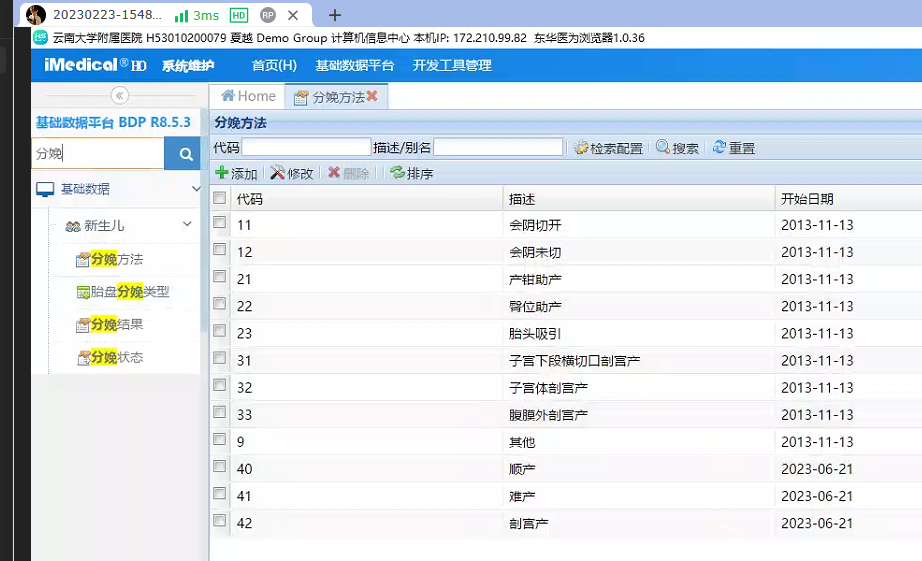 20230223-1548... 3ms HD RP
云南大学附属医院 H53010200079 夏越 Demo Group 计算机信息中心 本机IP: 172.210.99.82 东华医为浏览器1.0.36
iMedical® HD 系统维护 首页(H) 基础数据平台 开发工具管理
Home 分娩方法
基础数据平台 BDP R8.5.3
分娩方法
分娩
代码 描述/别名 检索配置 搜索 重置
添加 修改 删除 排序
基础数据
新生儿
分娩方法
胎盘分娩类型
分娩结果
分娩状态
代码 描述 开始日期
11 会阴切开 2013-11-13
12 会阴未切 2013-11-13
21 产钳助产 2013-11-13
22 臀位助产 2013-11-13
23 胎头吸引 2013-11-13
31 子宫下段横切口剖宫产 2013-11-13
32 子宫体剖宫产 2013-11-13
33 腹膜外剖宫产 2013-11-13
9 其他 2013-11-13
40 顺产 2023-06-21
41 难产 2023-06-21
42 剖宫产 2023-06-21